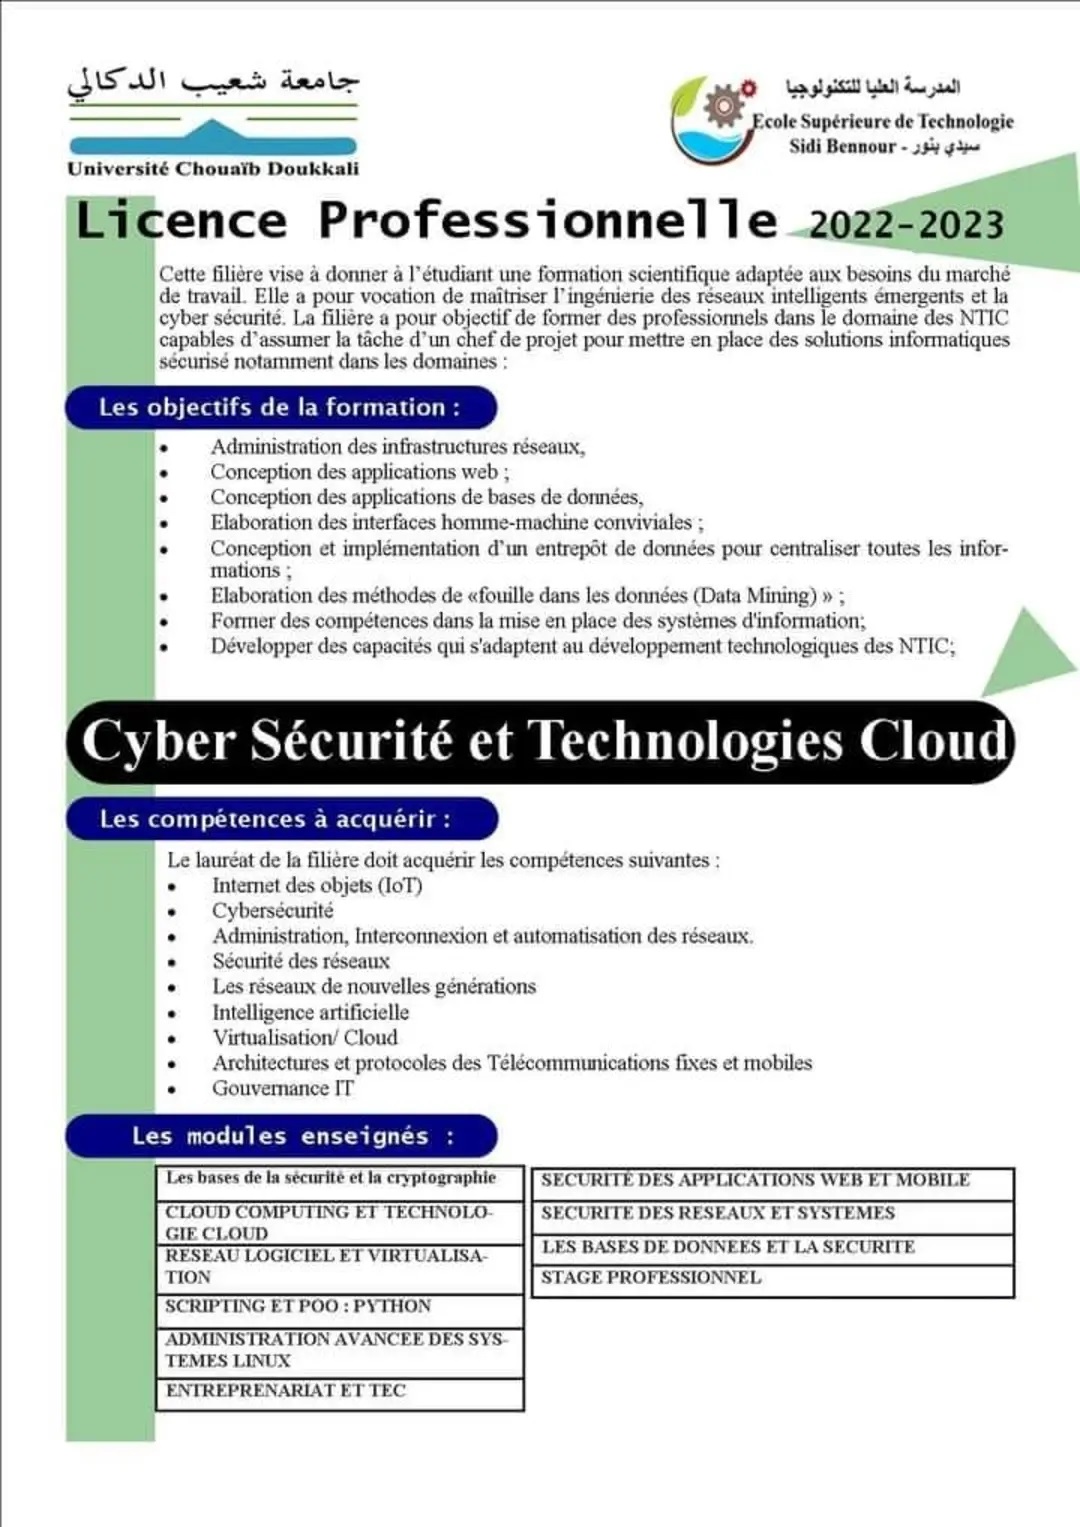 جامعة شعيب الدكالي
Université Chouaïb Doukkali
المدرسة العليا للتكنولوجيا
Ecole Supérieure de Technologie
Sidi Bennour - سيدي بنور
Licence Professionnelle 2022-2023
Cette filière vise à donner à l'étudiant une formation scientifique adaptée aux besoins du marché
de travail. Elle a pour vocation de maîtriser l'ingénierie des réseaux intelligents émergents et la
cyber sécurité. La filière a pour objectif de former des professionnels dans le domaine des NTIC
capables d'assumer la tâche d'un chef de projet pour mettre en place des solutions informatiques
sécurisé notamment dans les domaines :
Les objectifs de la formation :
• Administration des infrastructures réseaux,
• Conception des applications web ;
• Conception des applications de bases de données,
• Elaboration des interfaces homme-machine conviviales ;
• Conception et implémentation d'un entrepôt de données pour centraliser toutes les infor-
mations ;
• Elaboration des méthodes de «fouille dans les données (Data Mining) » ;
• Former des compétences dans la mise en place des systèmes d'information;
• Développer des capacités qui s'adaptent au développement technologiques des NTIC;
Cyber Sécurité et Technologies Cloud
Les compétences à acquérir :
Le lauréat de la filière doit acquérir les compétences suivantes :
• Internet des objets (IoT)
• Cybersécurité
• Administration, Interconnexion et automatisation des réseaux.
• Sécurité des réseaux
• Les réseaux de nouvelles générations
• Intelligence artificielle
• Virtualisation/ Cloud
• Architectures et protocoles des Télécommunications fixes et mobiles
• Gouvernance IT
Les modules enseignés :
Les bases de la sécurité et la cryptographie
CLOUD COMPUTING ET TECHNOLO-
GIE CLOUD
RESEAU LOGICIEL ET VIRTUALISA-
TION
SCRIPTING ET POO : PYTHON
ADMINISTRATION AVANCEE DES SYS-
TEMES LINUX
ENTREPRENARIAT ET TEC
SECURITÉ DES APPLICATIONS WEB ET MOBILE
SECURITE DES RESEAUX ET SYSTEMES
LES BASES DE DONNEES ET LA SECURITE
STAGE PROFESSIONNEL